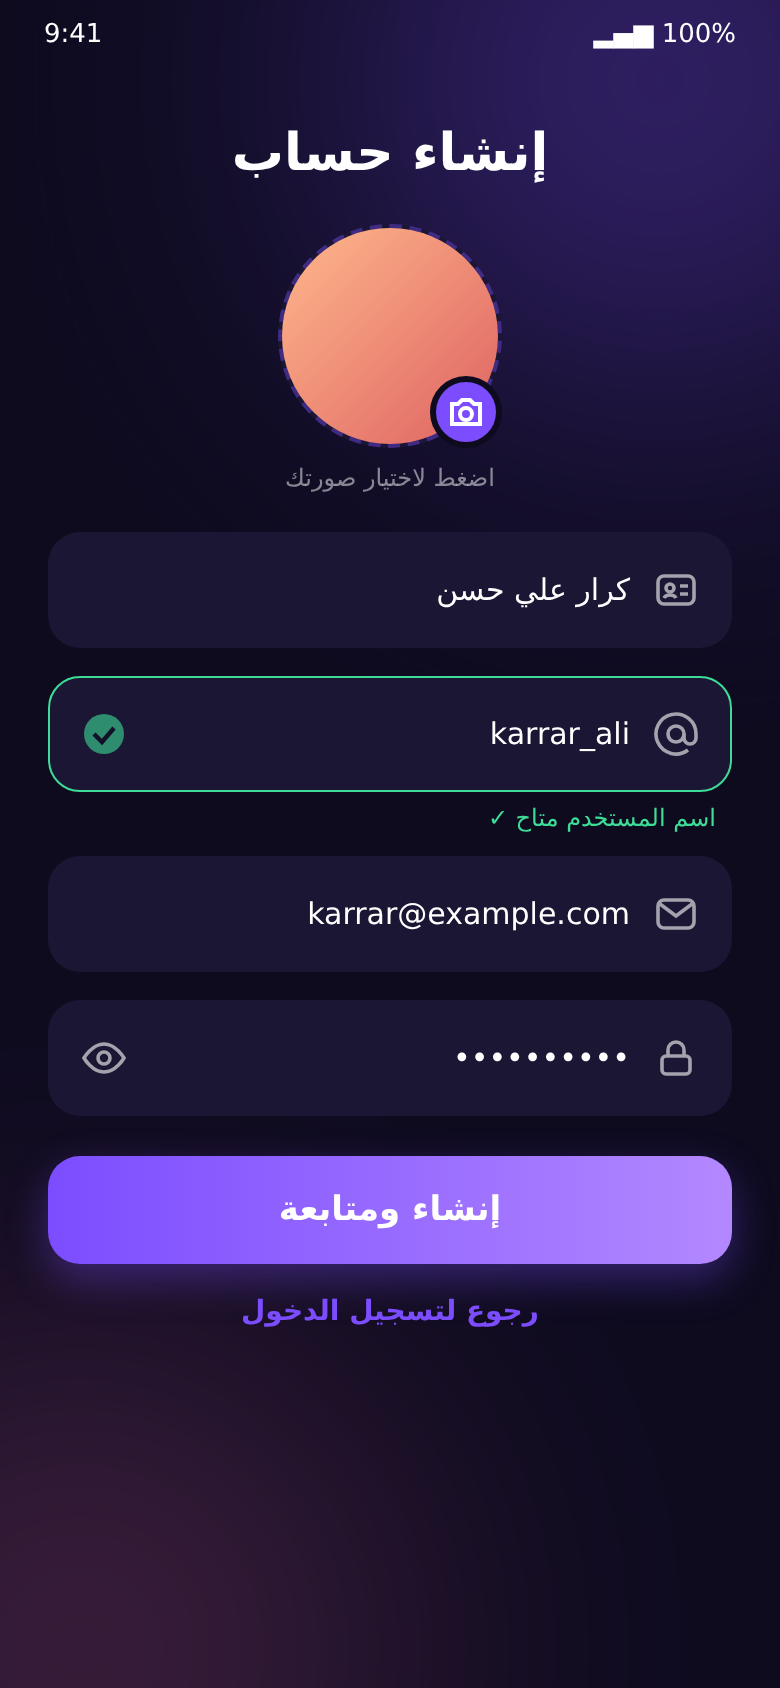 9:41
100%
إنشاء حساب
اضغط لاختيار صورتك
كرار علي حسن
karrar_ali
اسم المستخدم متاح ✓
karrar@example.com
••••••••••
إنشاء ومتابعة
رجوع لتسجيل الدخول